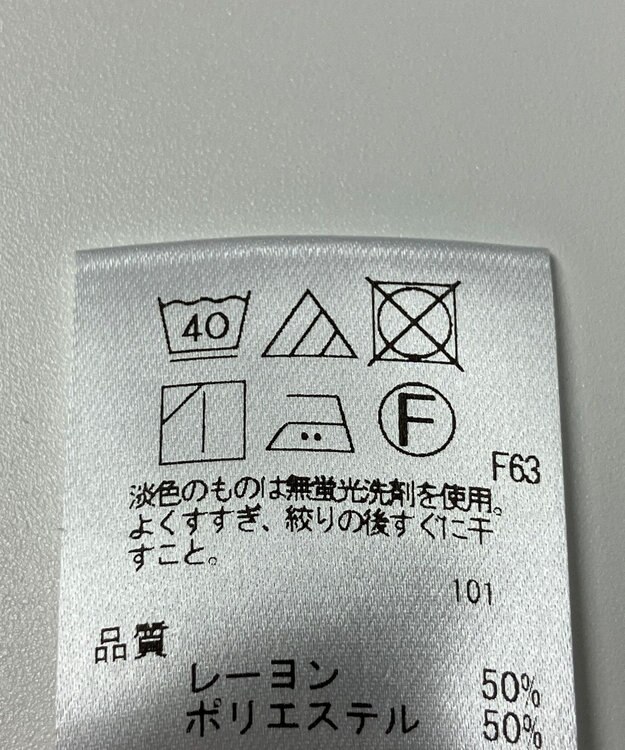 40
F
F63
淡色のものは無蛍光洗剤を使用。
よくすすぎ、絞りの後すぐに干
すこと。
101
品質
レーヨン 50%
ポリエステル 50%